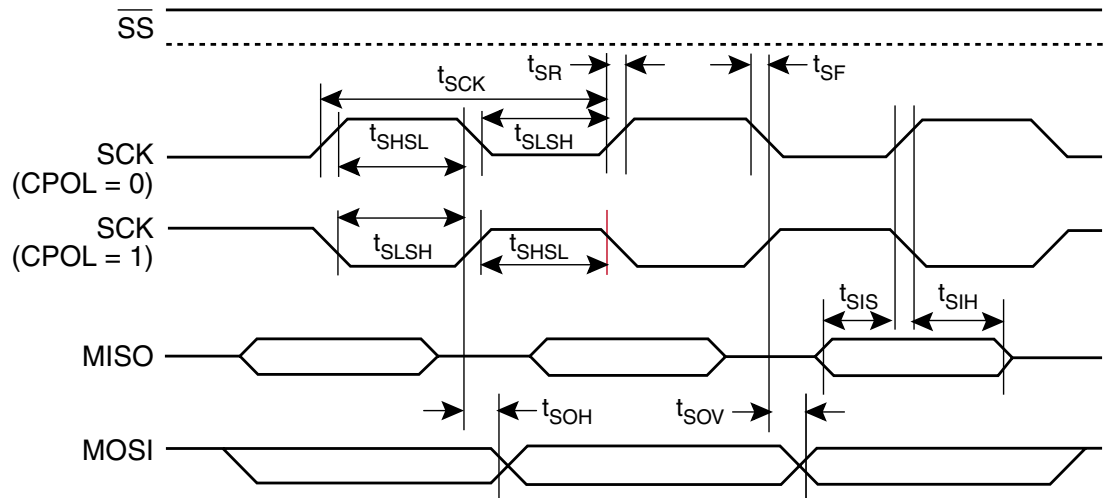 SS
tSR
tSF
tSCK
tSHSL
tSLSH
SCK
(CPOL = 0)
SCK
(CPOL = 1)
tSLSH
tSHSL
tSIS
tSIH
MISO
tSOH
tSOV
MOSI